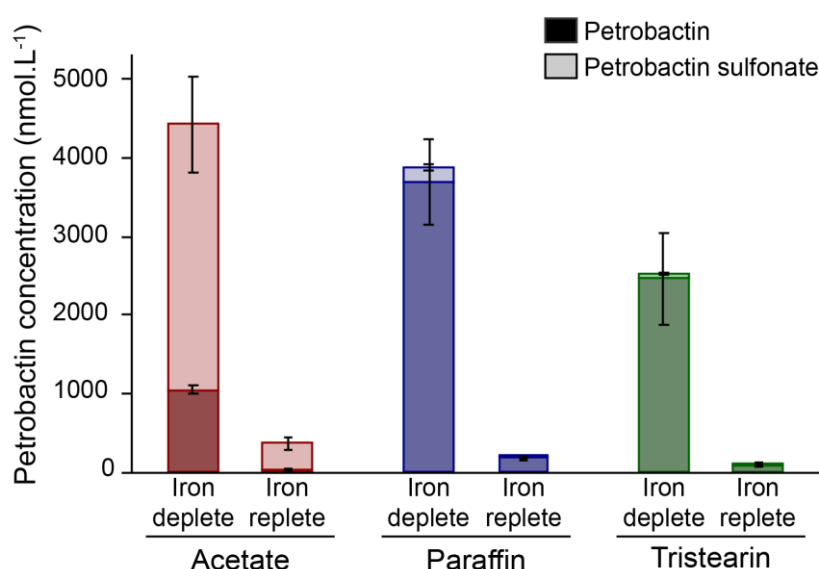 Petrobactin
Petrobactin sulfonate
Petrobactin concentration (nmol.L⁻¹)
5000
4000
3000
2000
1000
0
Iron deplete
Iron replete
Iron deplete
Iron replete
Iron deplete
Iron replete
Acetate
Paraffin
Tristearin